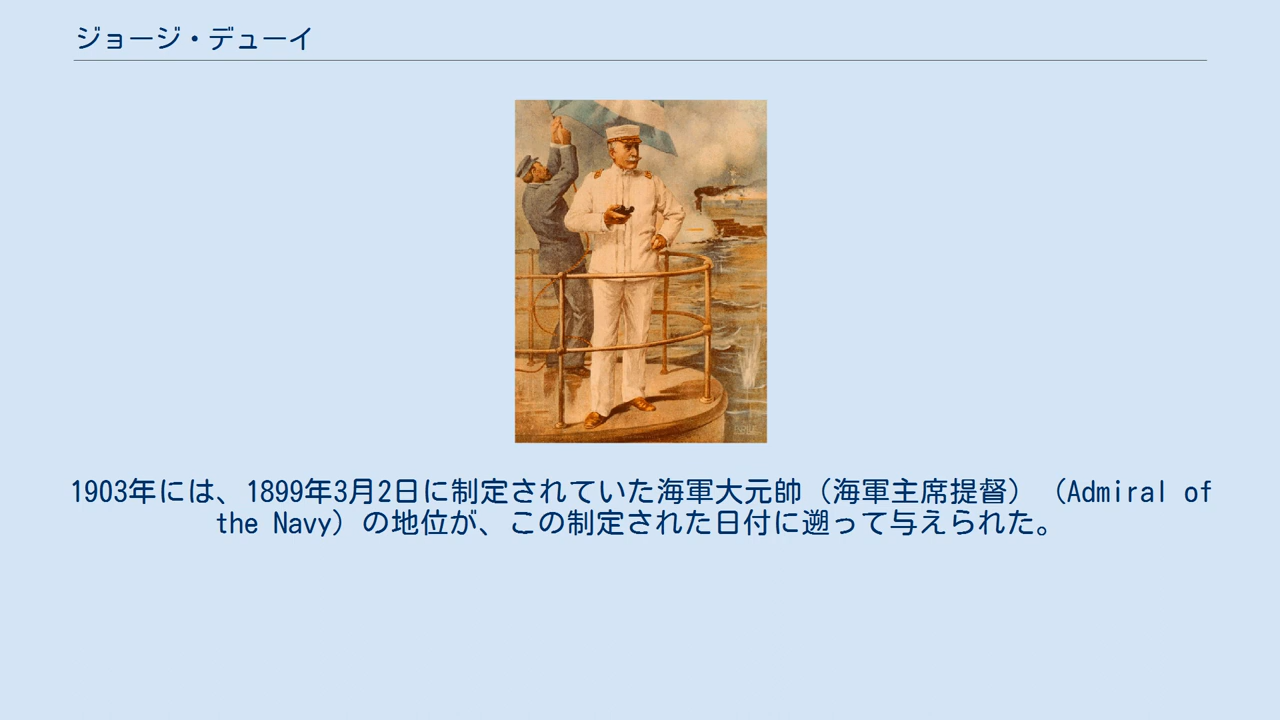 ジョージ・デューイ
1903年には、1899年3月2日に制定されていた海軍大元帥（海軍主席提督）（Admiral of
the Navy）の地位が、この制定された日付に遡って与えられた。